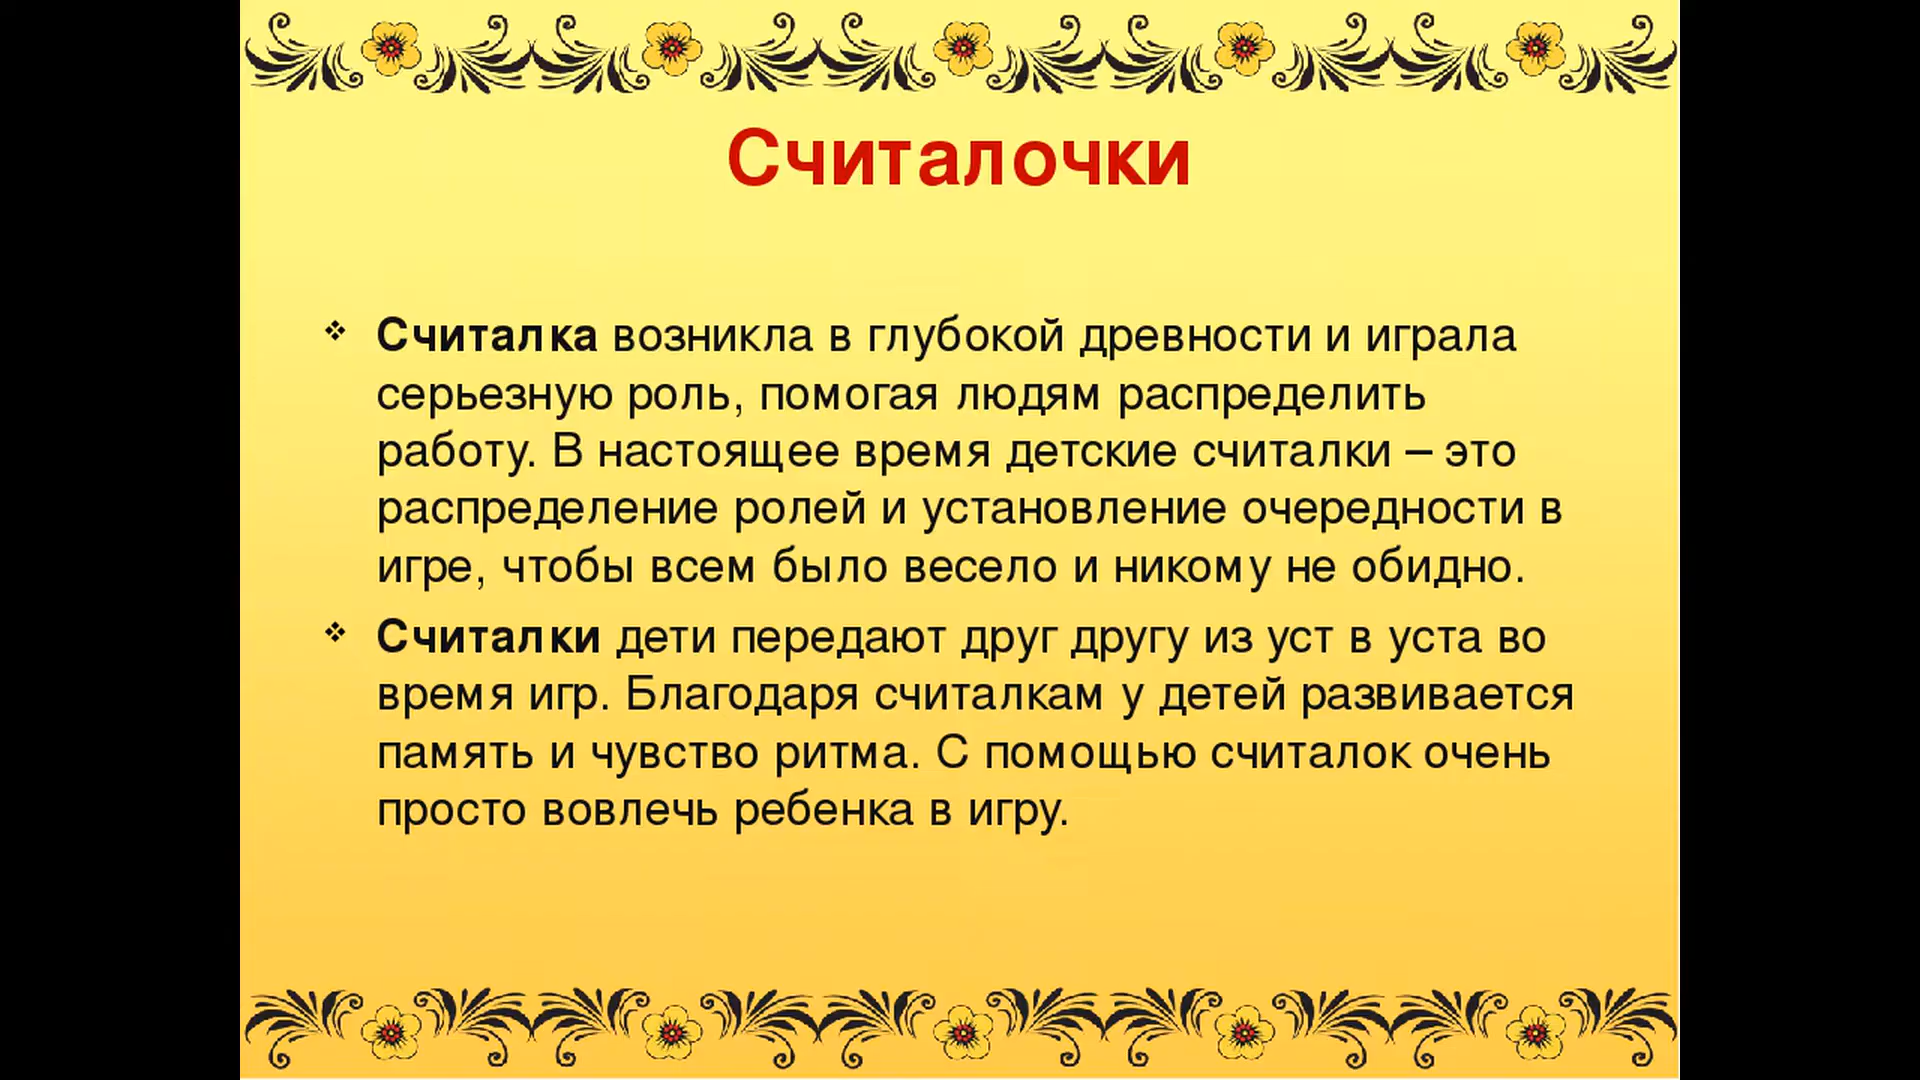 Считалочки
❖ Считалка возникла в глубокой древности и играла
серьезную роль, помогая людям распределить
работу. В настоящее время детские считалки – это
распределение ролей и установление очередности в
игре, чтобы всем было весело и никому не обидно.
❖ Считалки дети передают друг другу из уст в уста во
время игр. Благодаря считалкам у детей развивается
память и чувство ритма. С помощью считалок очень
просто вовлечь ребенка в игру.